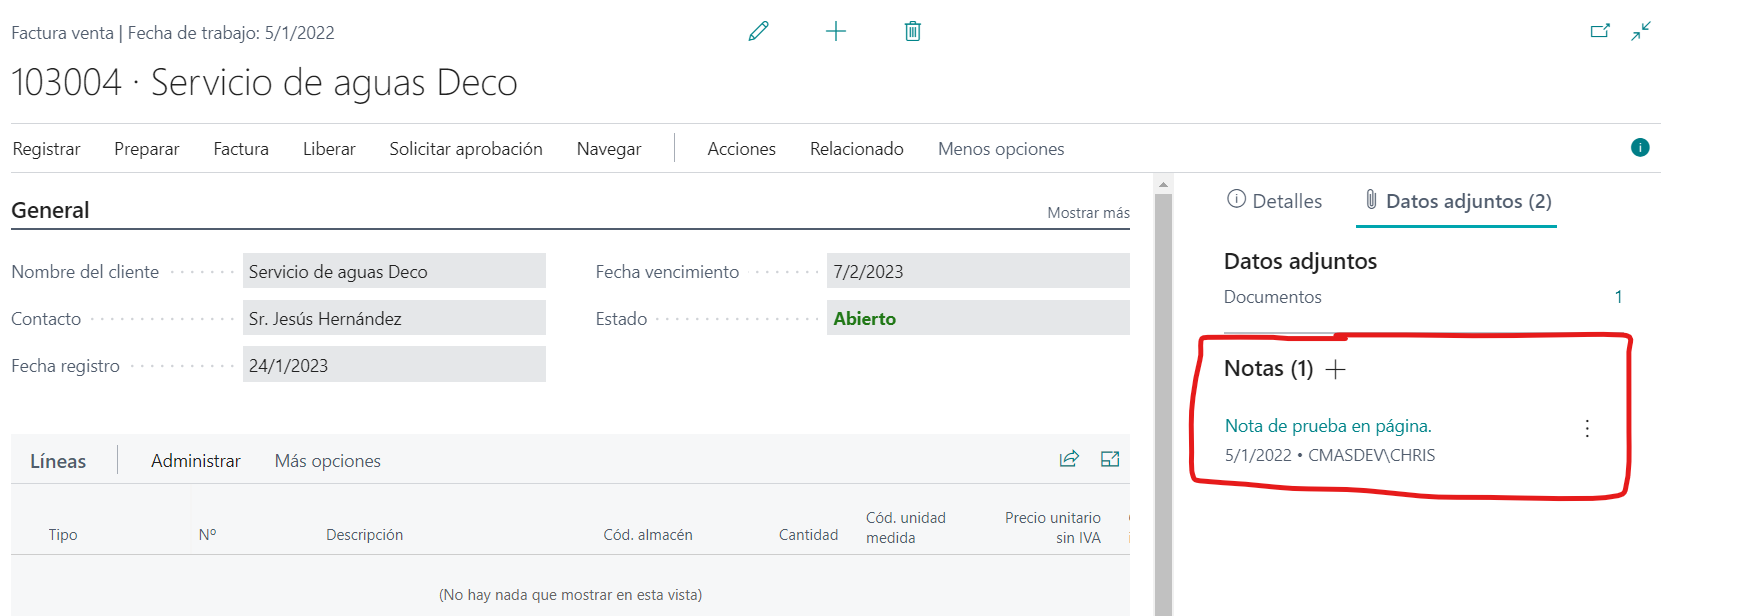 Factura venta | Fecha de trabajo: 5/1/2022
103004 · Servicio de aguas Deco
Registrar Preparar Factura Liberar Solicitar aprobación Navegar Acciones Relacionado Menos opciones
General Mostrar más
Nombre del cliente Servicio de aguas Deco Fecha vencimiento 7/2/2023
Contacto Sr. Jesús Hernández Estado Abierto
Fecha registro 24/1/2023
Líneas Administrar Más opciones
Tipo Nº Descripción Cód. almacén Cantidad Cód. unidad medida Precio unitario sin IVA
(No hay nada que mostrar en esta vista)
Detalles Datos adjuntos (2)
Datos adjuntos
Documentos 1
Notas (1) +
Nota de prueba en página.
5/1/2022 • CMASDEV\CHRIS